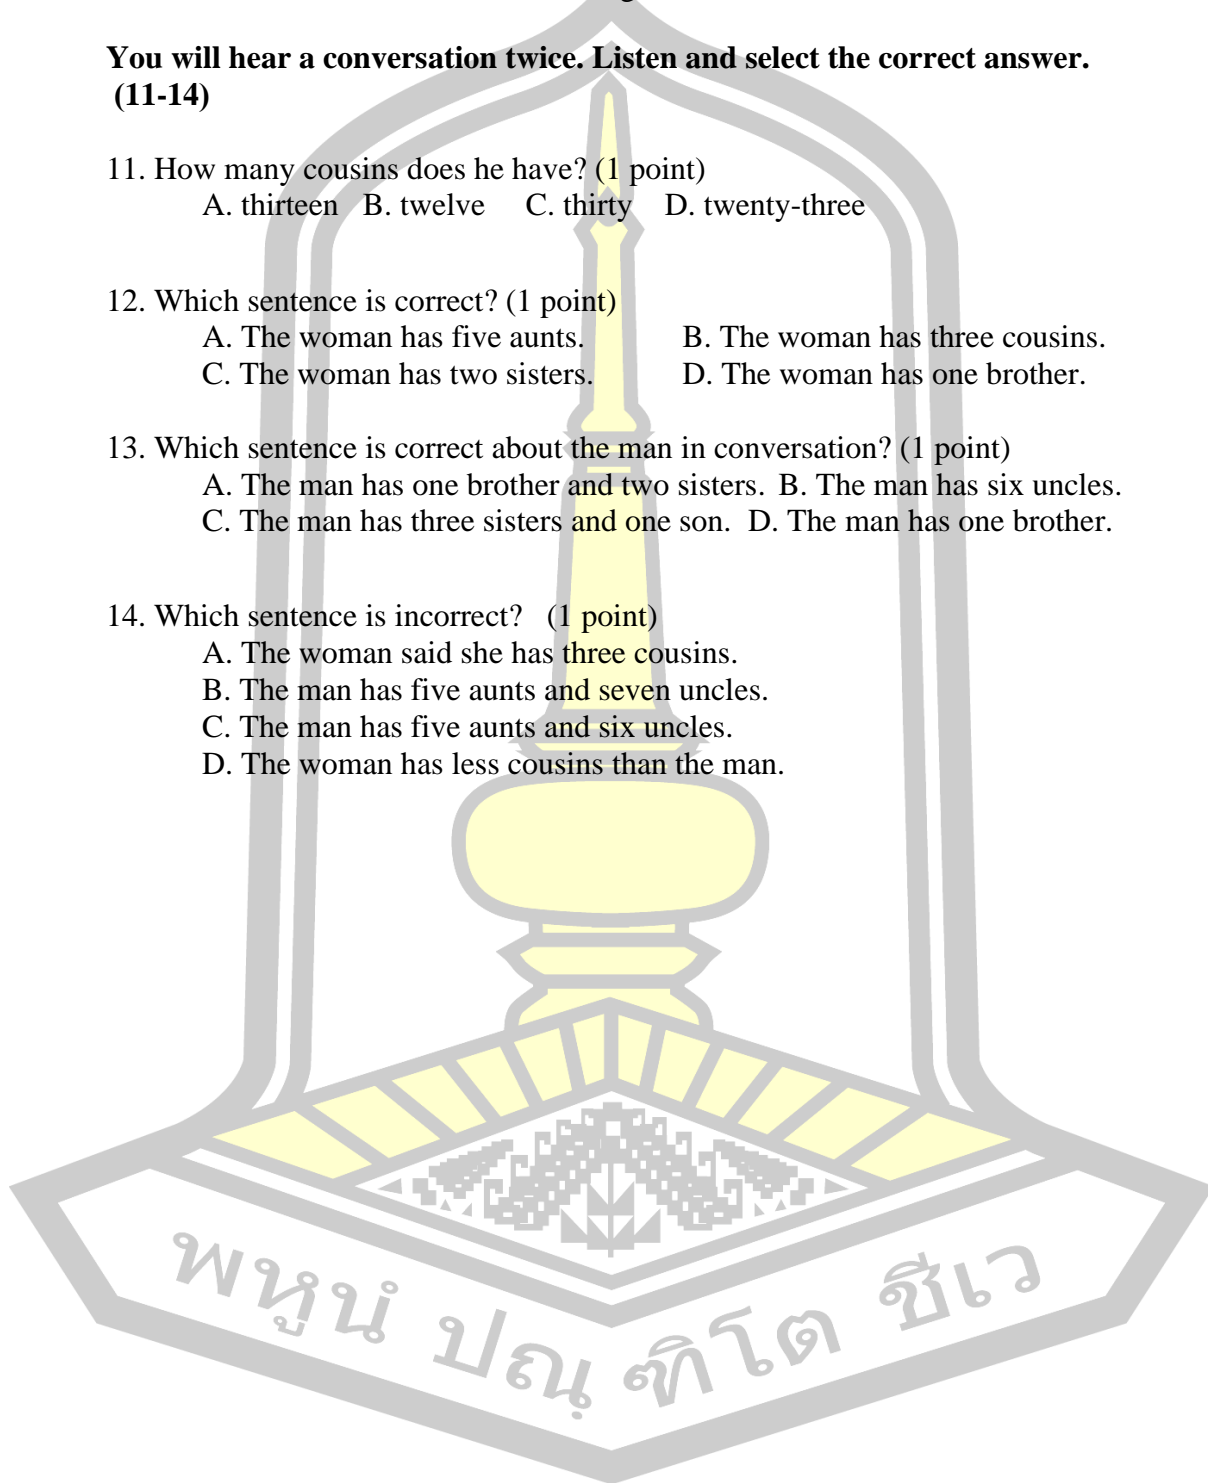 You will hear a conversation twice. Listen and select the correct answer.
(11-14)
11. How many cousins does he have? (1 point)
A. thirteen B. twelve C. thirty D. twenty-three
12. Which sentence is correct? (1 point)
A. The woman has five aunts. B. The woman has three cousins.
C. The woman has two sisters. D. The woman has one brother.
13. Which sentence is correct about the man in conversation? (1 point)
A. The man has one brother and two sisters. B. The man has six uncles.
C. The man has three sisters and one son. D. The man has one brother.
14. Which sentence is incorrect? (1 point)
A. The woman said she has three cousins.
B. The man has five aunts and seven uncles.
C. The man has five aunts and six uncles.
D. The woman has less cousins than the man.
พหูนํ ปณฺฑิโต ชีเว